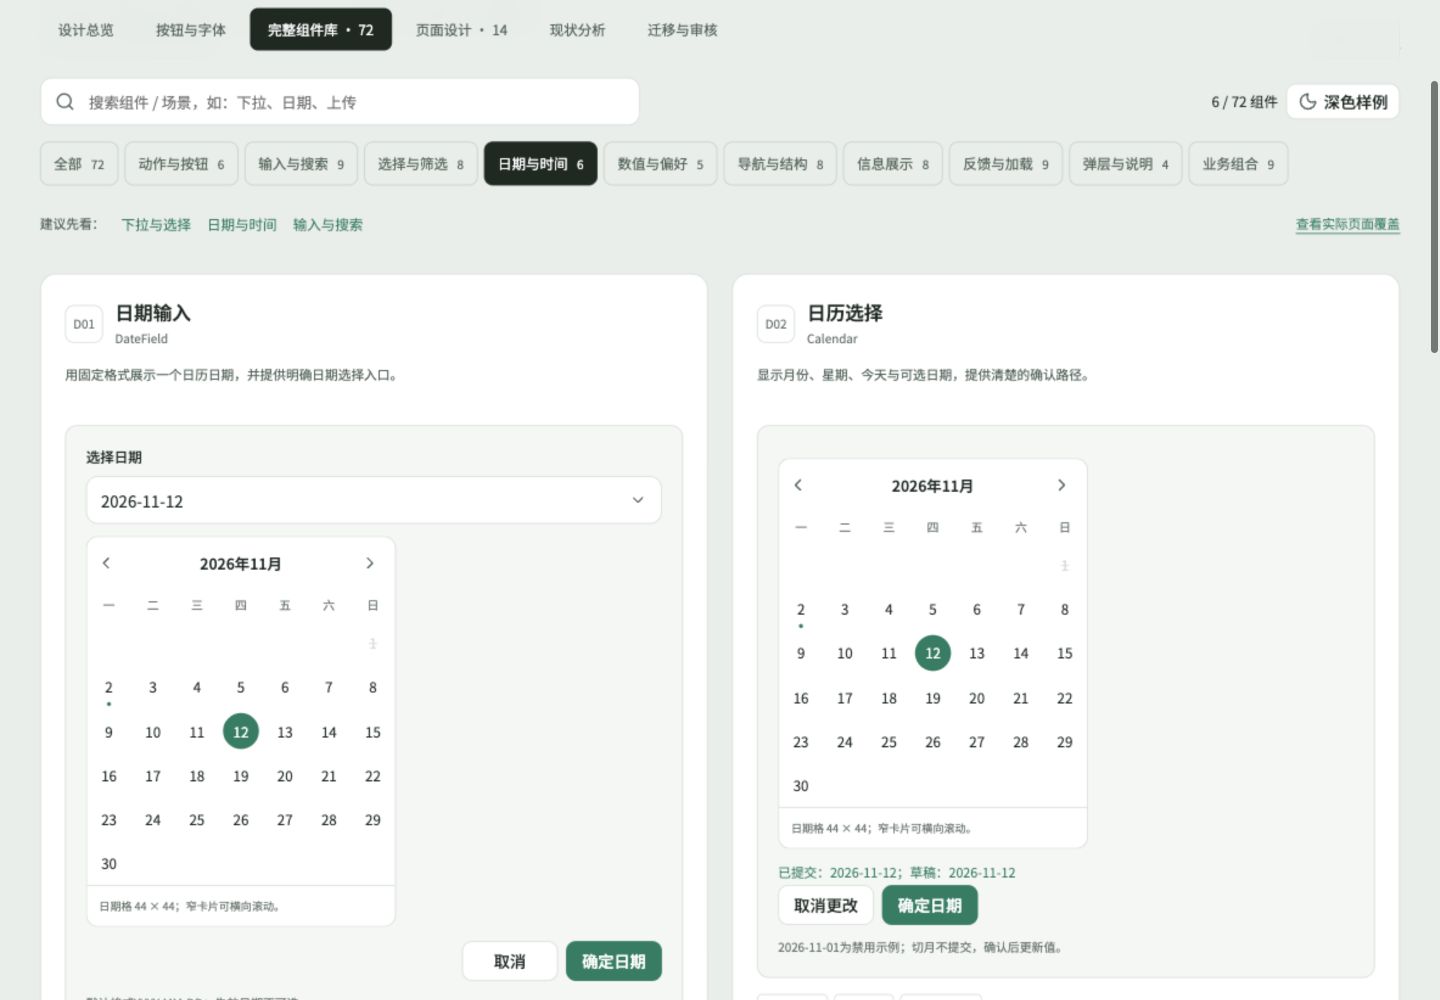 设计总览 按钮与字体 完整组件库 · 72 页面设计 · 14 现状分析 迁移与审核
搜索组件 / 场景，如：下拉、日期、上传
6 / 72 组件 深色样例
全部 72 动作与按钮 6 输入与搜索 9 选择与筛选 8 日期与时间 6 数值与偏好 5 导航与结构 8 信息展示 8 反馈与加载 9 弹层与说明 4 业务组合 9
建议先看： 下拉与选择 日期与时间 输入与搜索 查看实际页面覆盖
D01 日期输入
DateField
用固定格式展示一个日历日期，并提供明确日期选择入口。
选择日期
2026-11-12
2026年11月
一 二 三 四 五 六 日
1
2 3 4 5 6 7 8
9 10 11 12 13 14 15
16 17 18 19 20 21 22
23 24 25 26 27 28 29
30
日期格 44 × 44；窄卡片可横向滚动。
取消 确定日期
D02 日历选择
Calendar
显示月份、星期、今天与可选日期，提供清楚的确认路径。
2026年11月
一 二 三 四 五 六 日
1
2 3 4 5 6 7 8
9 10 11 12 13 14 15
16 17 18 19 20 21 22
23 24 25 26 27 28 29
30
日期格 44 × 44；窄卡片可横向滚动。
已提交：2026-11-12；草稿：2026-11-12
取消更改 确定日期
2026-11-01为禁用示例；切月不提交，确认后更新值。